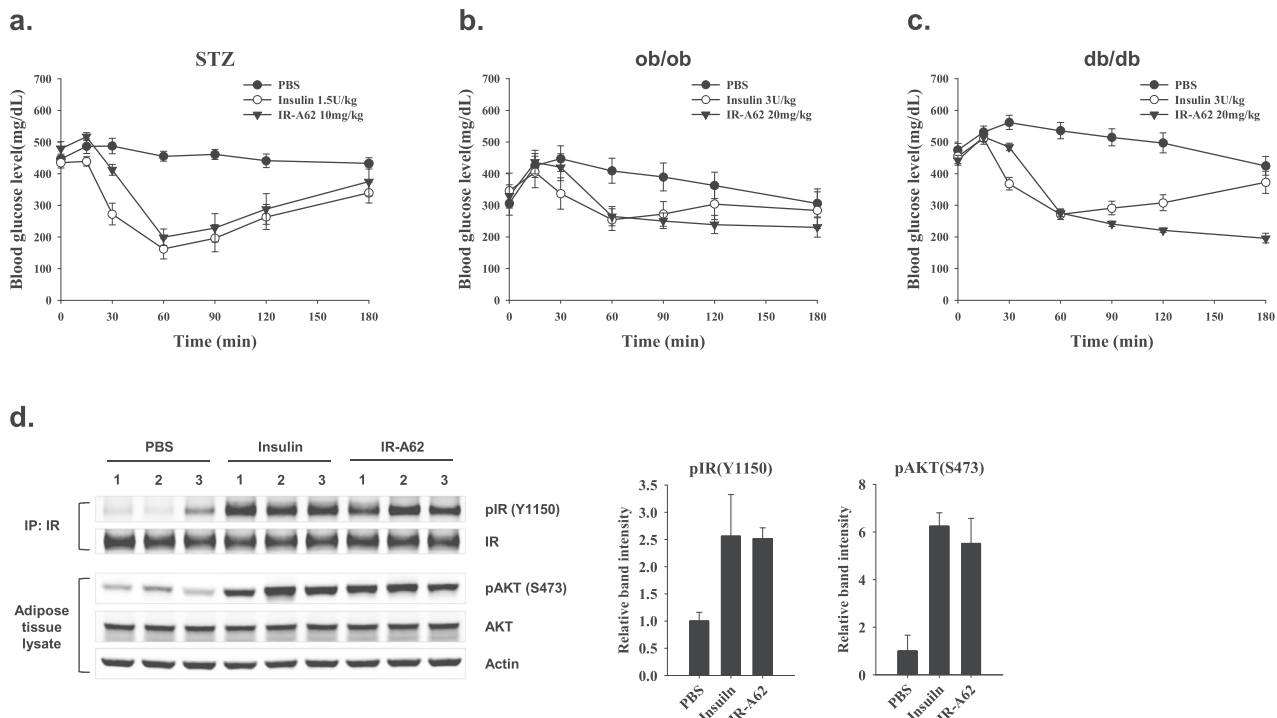 a.
STZ
Blood glucose level(mg/dL)
700
600
500
400
300
200
100
0
PBS
Insulin 1.5U/kg
IR-A62 10mg/kg
0 30 60 90 120 180
Time (min)
b.
ob/ob
Blood glucose level(mg/dL)
700
600
500
400
300
200
100
0
PBS
Insulin 3U/kg
IR-A62 20mg/kg
0 30 60 90 120 180
Time (min)
c.
db/db
Blood glucose level(mg/dL)
700
600
500
400
300
200
100
0
PBS
Insulin 3U/kg
IR-A62 20mg/kg
0 30 60 90 120 180
Time (min)
d.
PBS Insulin IR-A62
1 2 3 1 2 3 1 2 3
IP: IR
pIR (Y1150)
IR
Adipose
tissue
lysate
pAKT (S473)
AKT
Actin
pIR(Y1150)
Relative band intensity
3.5
3.0
2.5
2.0
1.5
1.0
0.5
0.0
PBS
Insuiln
IR-A62
pAKT(S473)
Relative band intensity
8
6
4
2
0
PBS
Insuiln
IR-A62